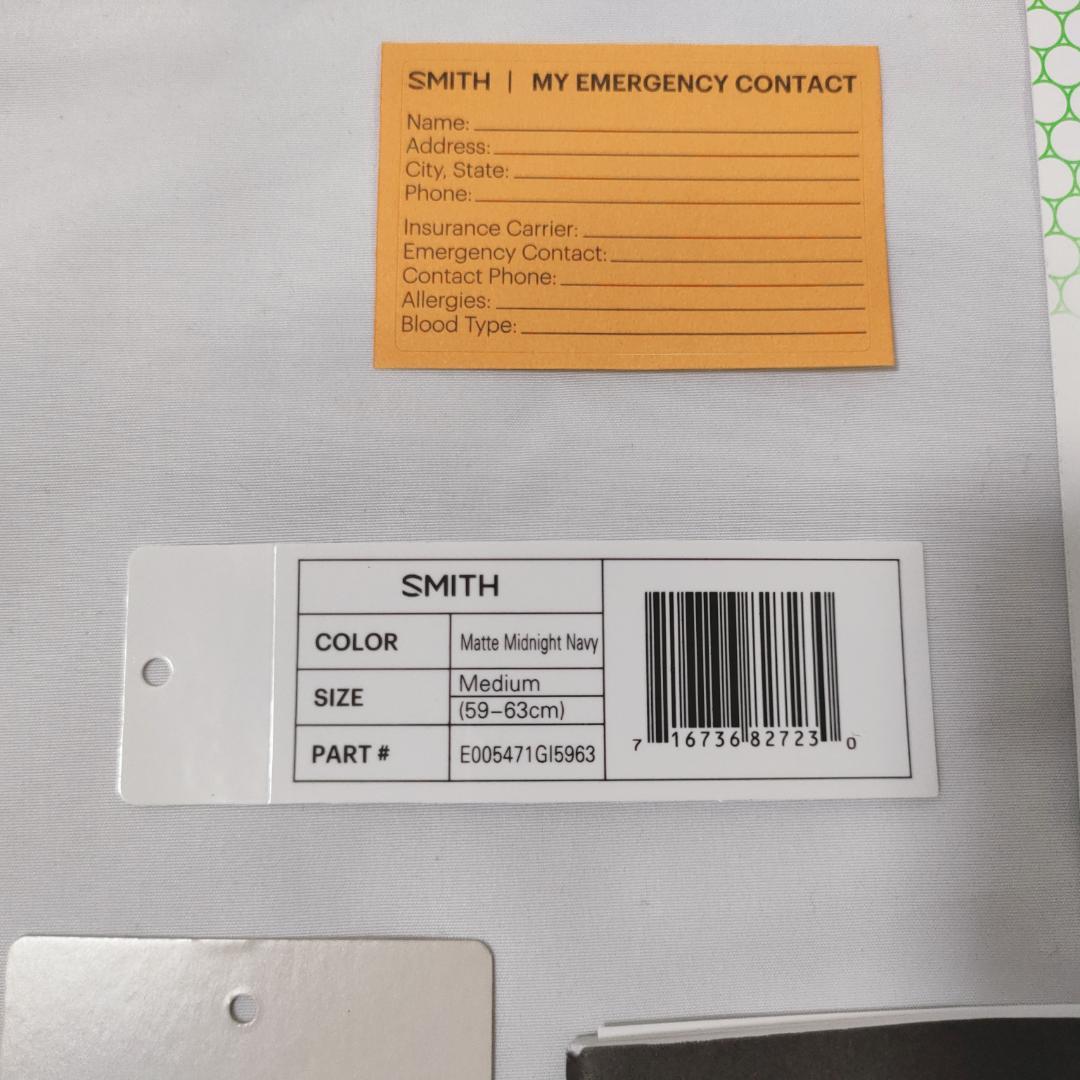 SMITH | MY EMERGENCY CONTACT
Name:
Address:
City, State:
Phone:
Insurance Carrier:
Emergency Contact:
Contact Phone:
Allergies:
Blood Type:
SMITH
COLOR Matte Midnight Navy
SIZE Medium
(59–63cm)
PART # E005471GI5963
7 16736 82723 0